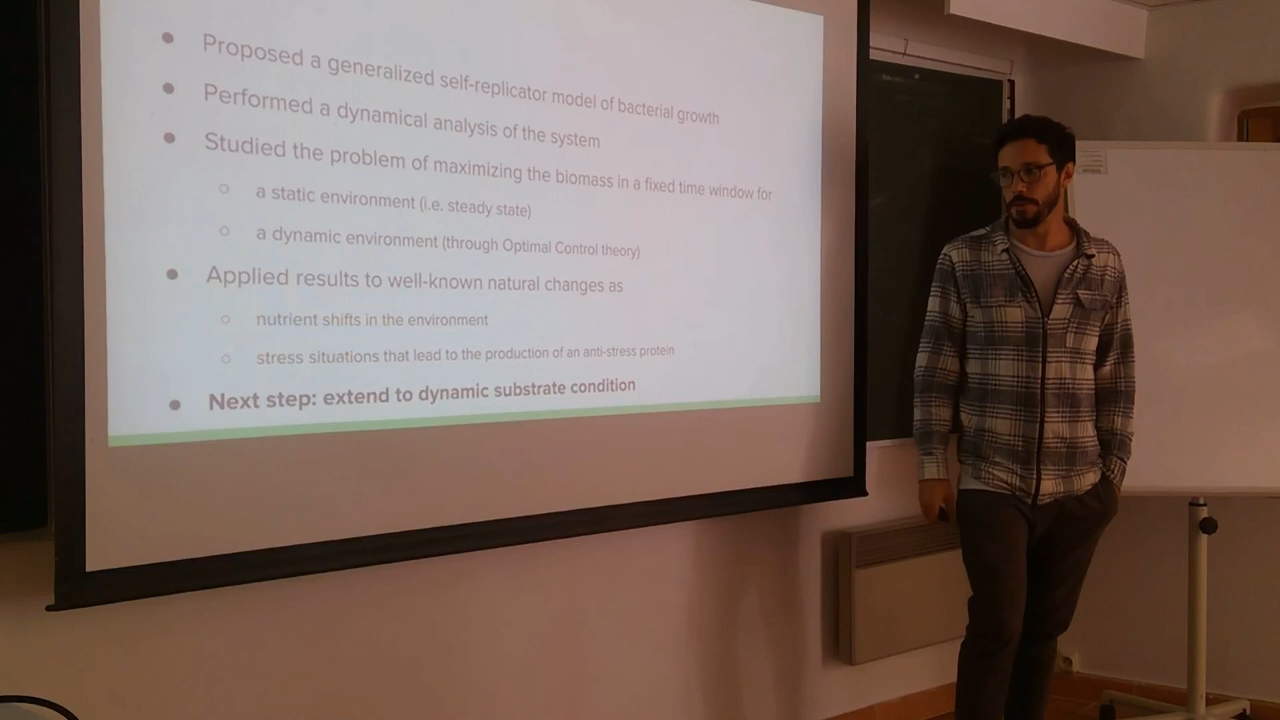 Proposed a generalized self-replicator model of bacterial growth
Performed a dynamical analysis of the system
Studied the problem of maximizing the biomass in a fixed time window for
a static environment (i.e. steady state)
a dynamic environment (through Optimal Control theory)
Applied results to well-known natural changes as
nutrient shifts in the environment
stress situations that lead to the production of an anti-stress protein
Next step: extend to dynamic substrate condition